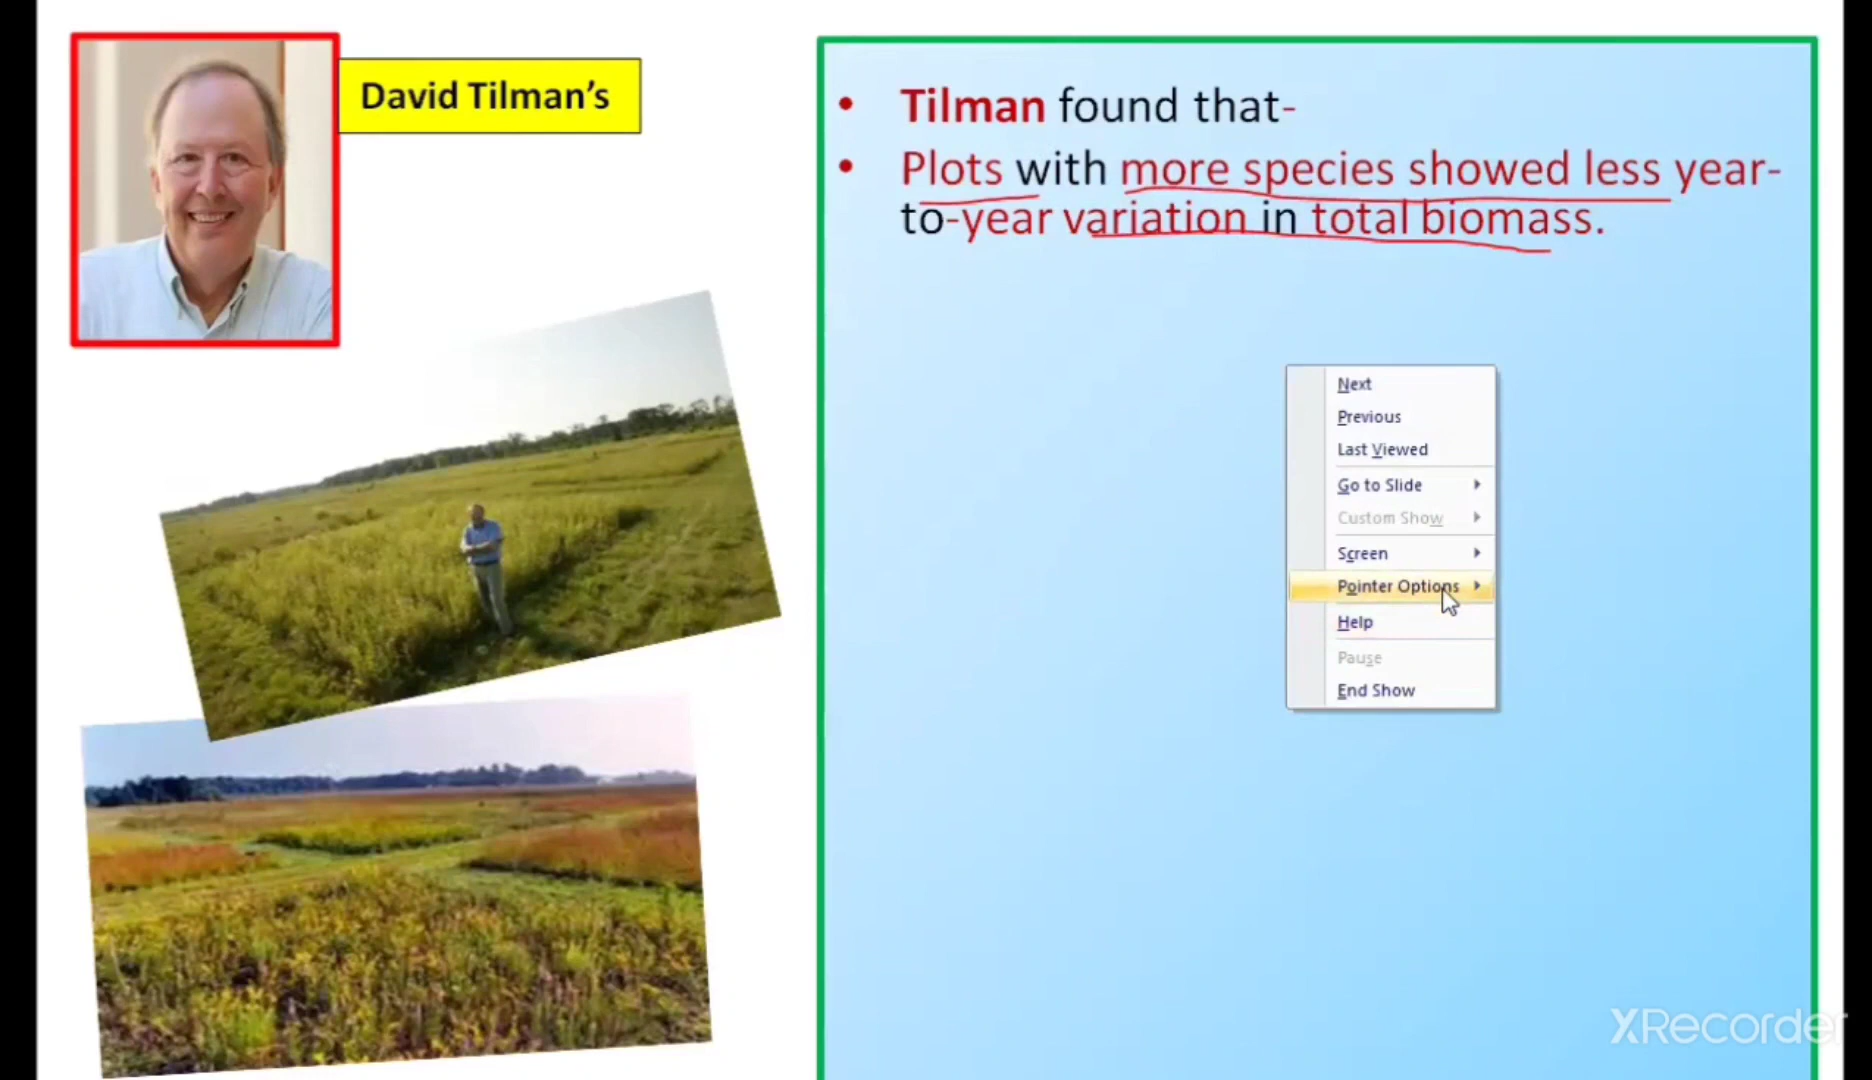 David Tilman’s
• Tilman found that-
• Plots with more species showed less year-
to-year variation in total biomass.
Next
Previous
Last Viewed
Go to Slide
Custom Show
Screen
Pointer Options
Help
Pause
End Show
XRecorder